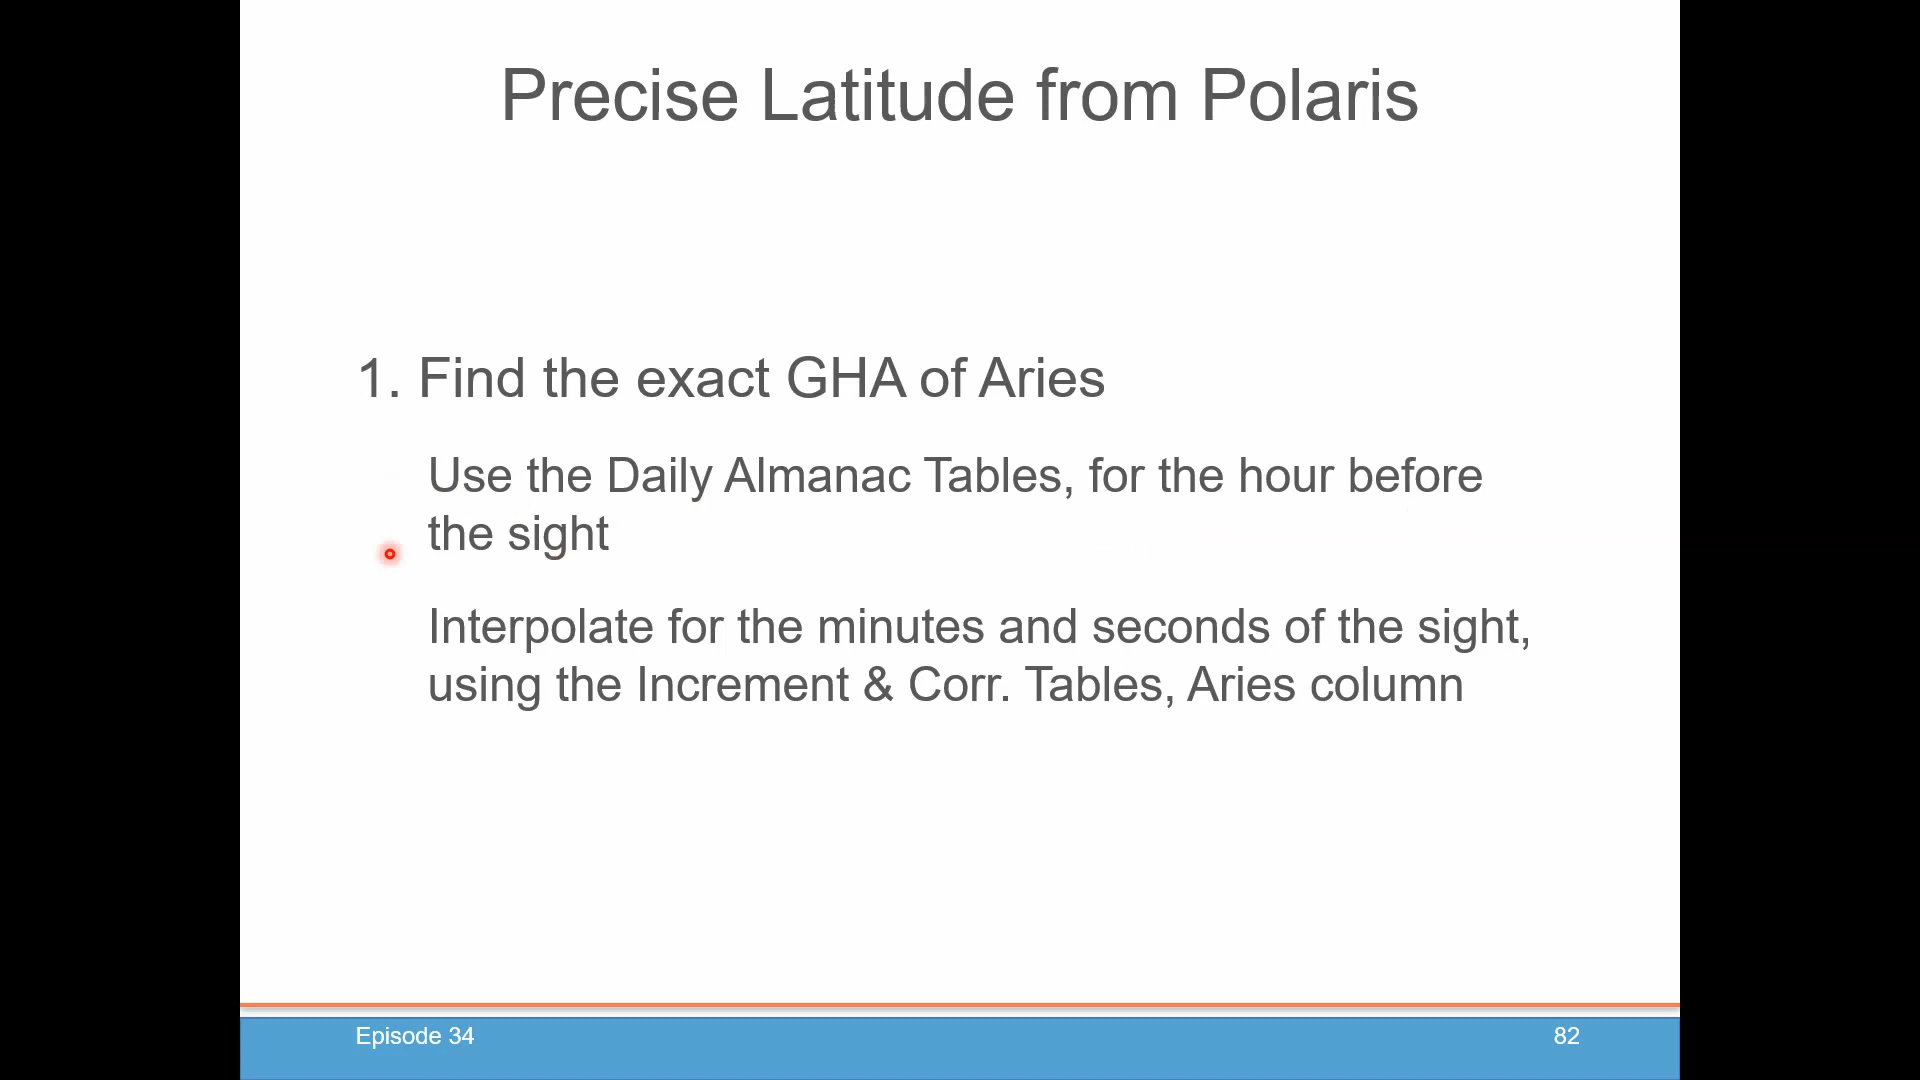 Precise Latitude from Polaris
1. Find the exact GHA of Aries
Use the Daily Almanac Tables, for the hour before
the sight
Interpolate for the minutes and seconds of the sight,
using the Increment & Corr. Tables, Aries column
Episode 34
82